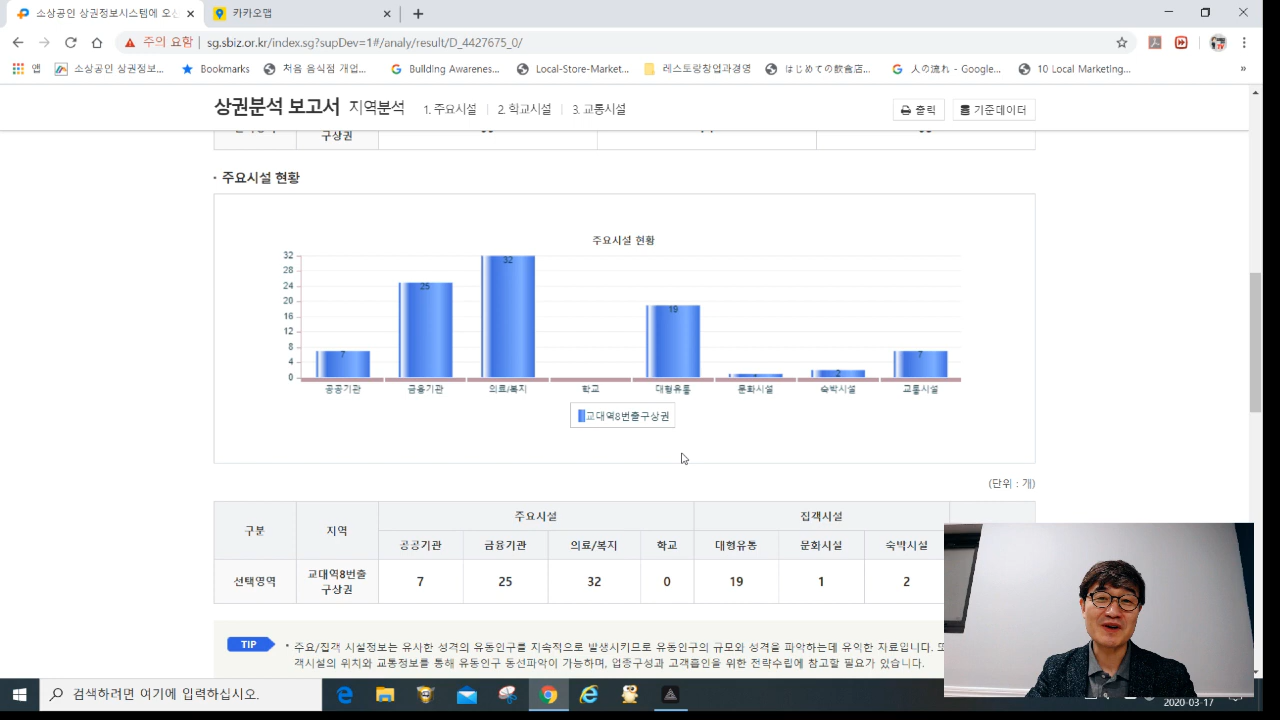 소상공인 상권정보시스템에 오신
카카오맵
주의 요함 | sg.sbiz.or.kr/index.sg?supDev=1#/analy/result/D_4427675_0/
앱 소상공인 상권정보... Bookmarks 처음 음식점 개업... Building Awarenes... Local-Store-Market... 레스토랑창업과경영 はじめての飲食店... 人の流れ - Google... 10 Local Marketing... »
상권분석 보고서 지역분석 1. 주요시설 | 2. 학교시설 | 3. 교통시설 출력 기준데이터
구상권
· 주요시설 현황
주요시설 현황
32
28
24
20
16
12
8
4
0
7 25 32 19 2 7
공공기관 금융기관 의료/복지 학교 대형유통 문화시설 숙박시설 교통시설
교대역8번출구상권
(단위 : 개)
구분 지역 주요시설 집객시설
공공기관 금융기관 의료/복지 학교 대형유통 문화시설 숙박시설
선택영역 교대역8번출구상권 7 25 32 0 19 1 2
TIP • 주요/집객 시설정보는 유사한 성격의 유동인구를 지속적으로 발생시키므로 유동인구의 규모와 성격을 파악하는데 유익한 자료입니다. 또
객시설의 위치와 교통정보를 통해 유동인구 동선파악이 가능하며, 업종구성과 고객흡인을 위한 전략수립에 참고할 필요가 있습니다.
검색하려면 여기에 입력하십시오.
2020-03-17